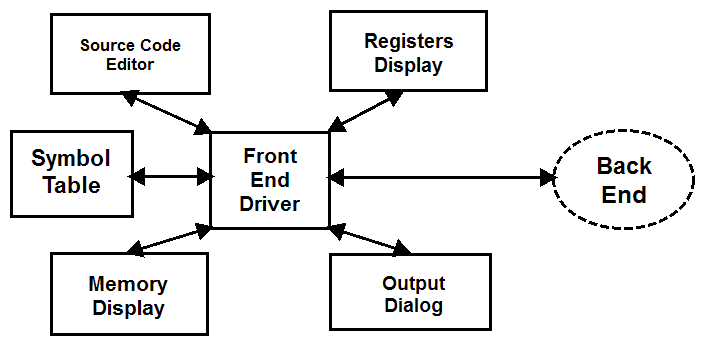 Source Code
Editor
Registers
Display
Symbol
Table
Front
End
Driver
Back
End
Memory
Display
Output
Dialog